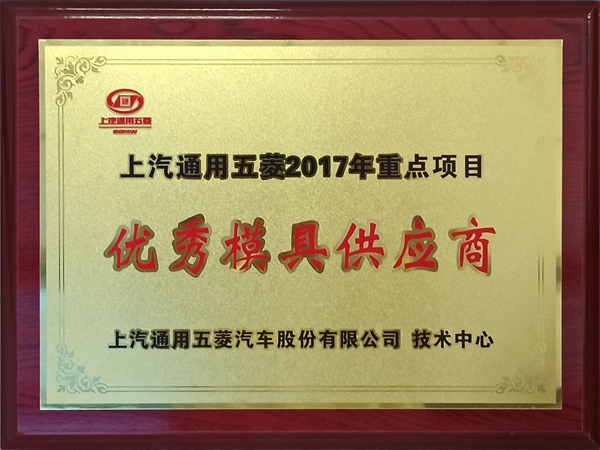 上汽通用五菱
SGMW
上汽通用五菱2017年重点项目
优秀模具供应商
上汽通用五菱汽车股份有限公司 技术中心